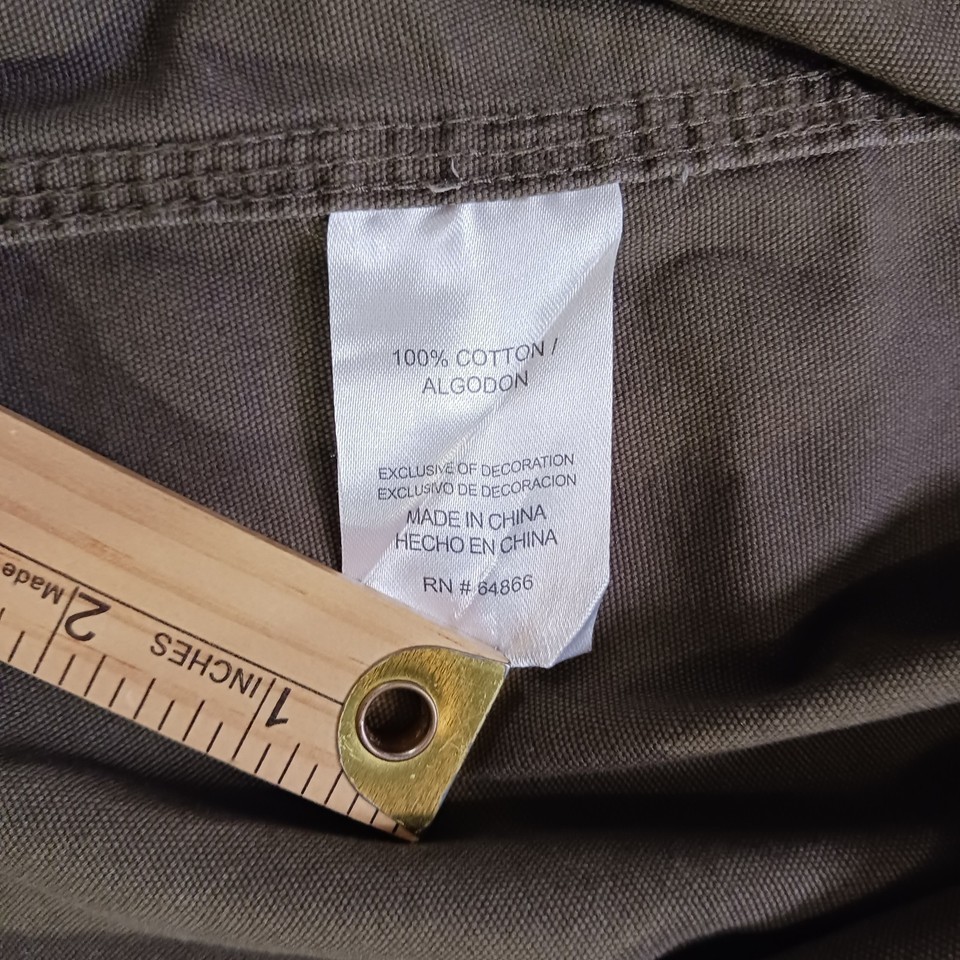 100% COTTON /
ALGODON
EXCLUSIVE OF DECORATION
EXCLUSIVO DE DECORACION
MADE IN CHINA
HECHO EN CHINA
RN # 64866
1 INCHES 2 Made